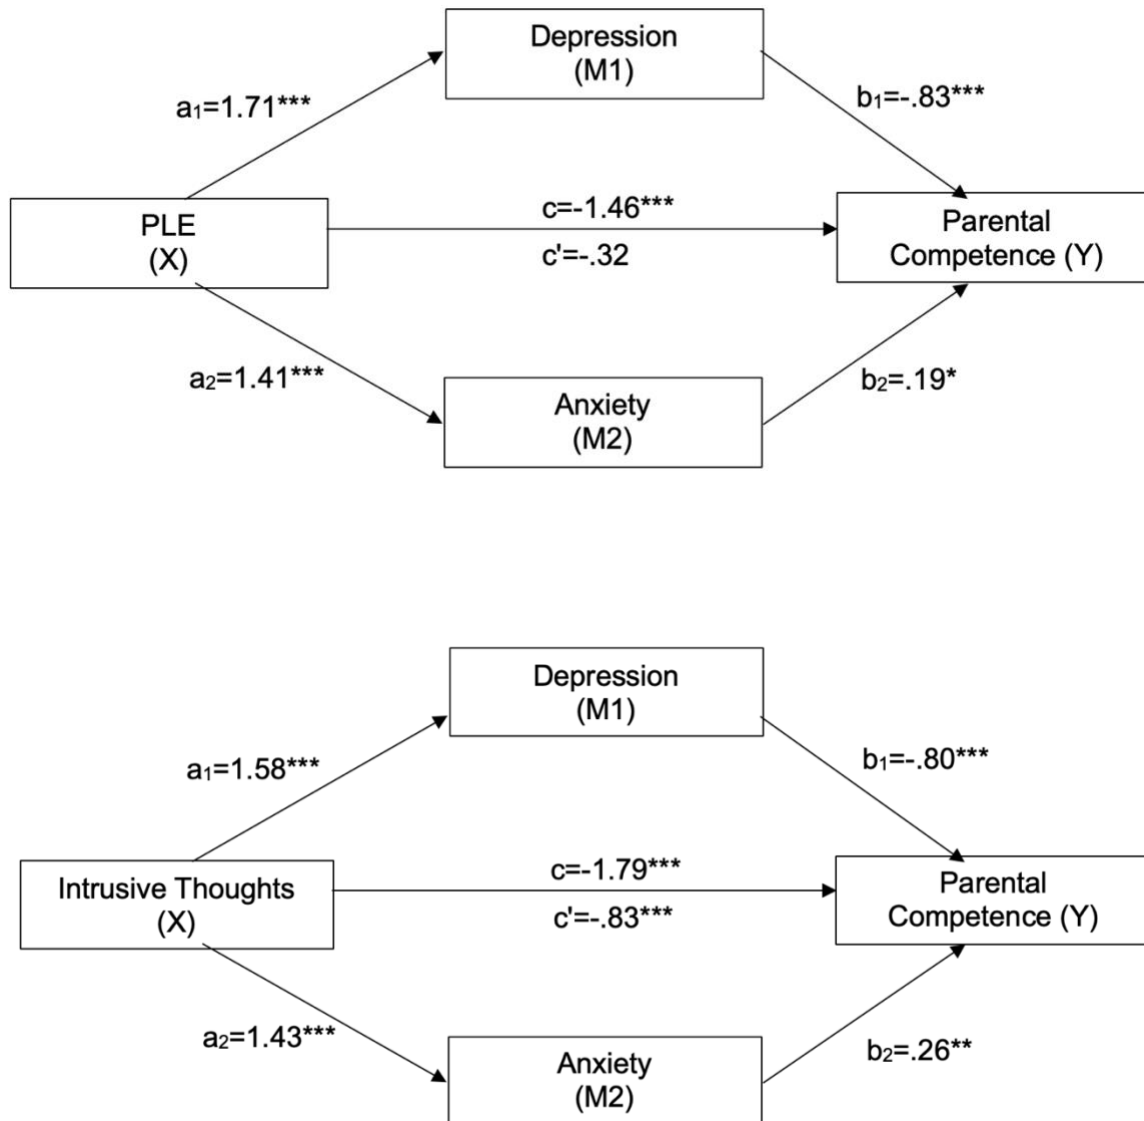 Depression
(M1)
a₁=1.71***
b₁=-.83***
PLE
(X)
c=-1.46***
c'=-.32
Parental
Competence (Y)
a₂=1.41***
b₂=.19*
Anxiety
(M2)
Depression
(M1)
a₁=1.58***
b₁=-.80***
Intrusive Thoughts
(X)
c=-1.79***
c'=-.83***
Parental
Competence (Y)
a₂=1.43***
b₂=.26**
Anxiety
(M2)